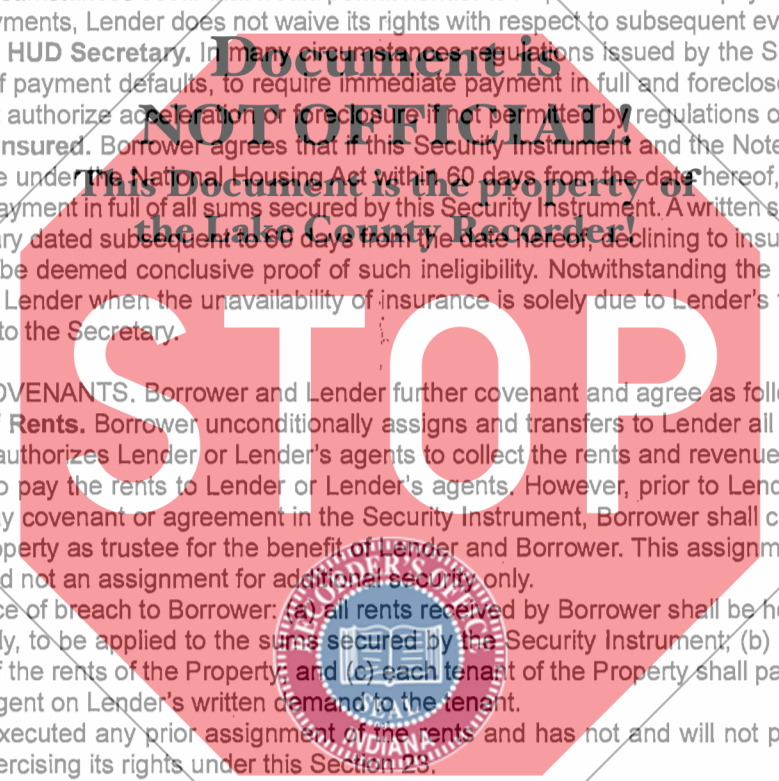 yments, Lender does not waive its rights with respect to subsequent ev
HUD Secretary. In many circumstances regulations issued by the S
f payment defaults, to require immediate payment in full and foreclos
authorize acceleration or foreclosure if not permitted by regulations o
nsured. Borrower agrees that if this Security Instrument and the Note
e under the National Housing Act within 60 days from the date hereof,
ayment in full of all sums secured by this Security Instrument. A written s
ry dated subsequent to 60 days from the date hereof, declining to insu
be deemed conclusive proof of such ineligibility. Notwithstanding the
Lender when the unavailability of insurance is solely due to Lender's
to the Secretary.
OVENANTS. Borrower and Lender further covenant and agree as foll
f Rents. Borrower unconditionally assigns and transfers to Lender all
authorizes Lender or Lender's agents to collect the rents and revenue
o pay the rents to Lender or Lender's agents. However, prior to Lend
y covenant or agreement in the Security Instrument, Borrower shall c
operty as trustee for the benefit of Lender and Borrower. This assignm
d not an assignment for additional security only.
ce of breach to Borrower: (a) all rents received by Borrower shall be h
ly, to be applied to the sums secured by the Security Instrument; (b)
f the rents of the Property; and (c) each tenant of the Property shall pa
gent on Lender's written demand to the tenant.
xecuted any prior assignment of the rents and has not and will not p
ercising its rights under this Section 23.
Document is
NOT OFFICIAL!
This Document is the property of
the Lake County Recorder!
STOP
RECORDER'S OFFICE
SEAL
INDIANA